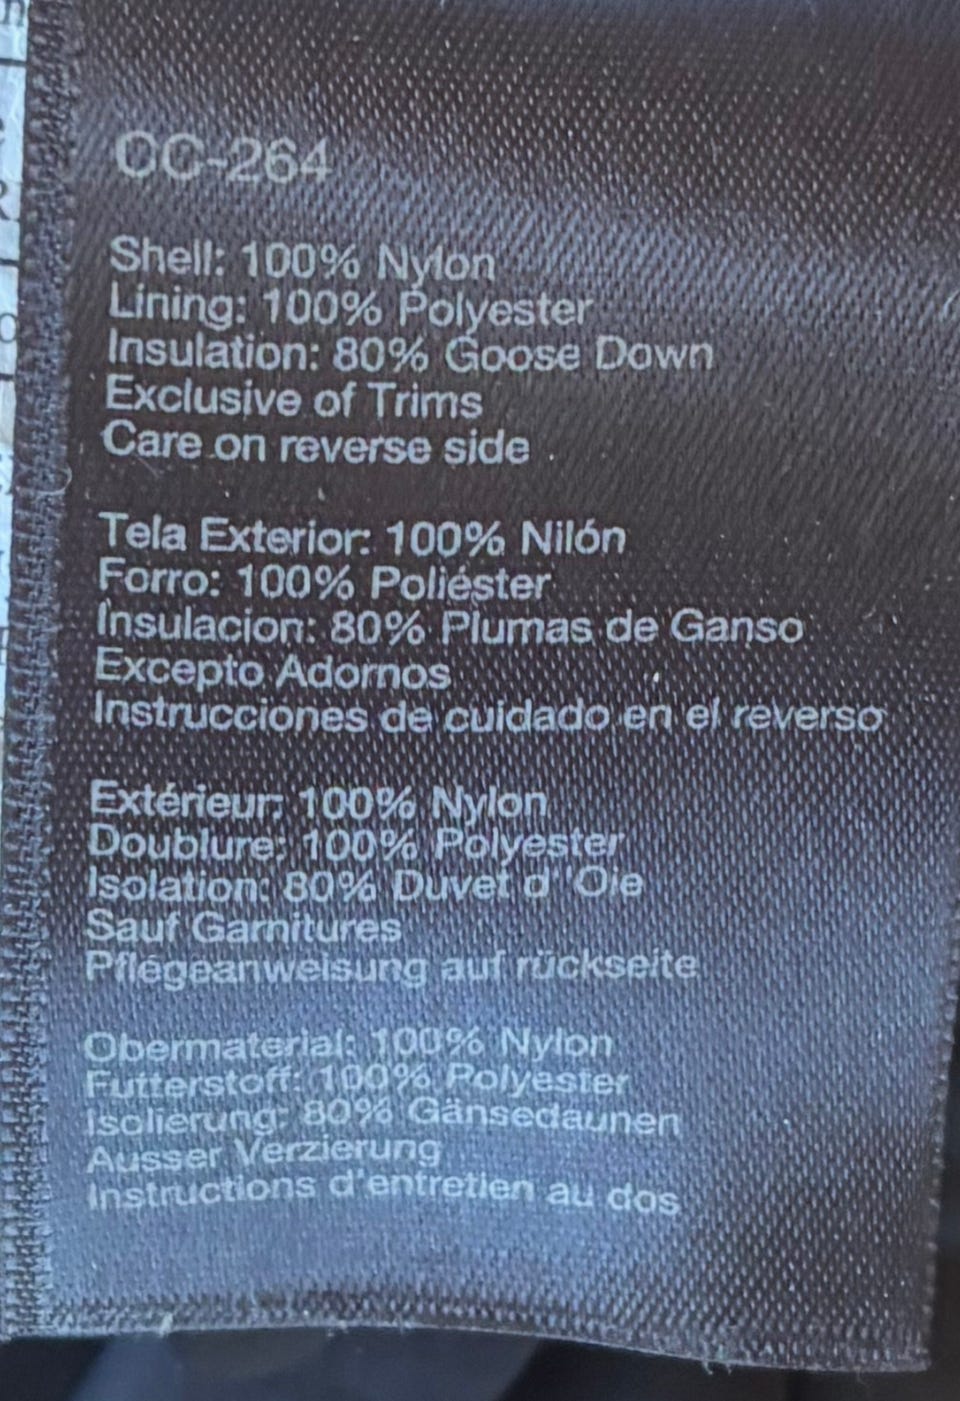 CC-264
Shell: 100% Nylon
Lining: 100% Polyester
Insulation: 80% Goose Down
Exclusive of Trims
Care on reverse side
Tela Exterior: 100% Nilón
Forro: 100% Poliéster
Insulacion: 80% Plumas de Ganso
Excepto Adornos
Instrucciones de cuidado en el reverso
Extérieur: 100% Nylon
Doublure: 100% Polyester
Isolation: 80% Duvet d''Oie
Sauf Garnitures
Pflegeanweisung auf rückseite
Obermaterial: 100% Nylon
Futterstoff: 100% Polyester
Isolierung: 80% Gänsedaunen
Ausser Verzierung
Instructions d'entretien au dos